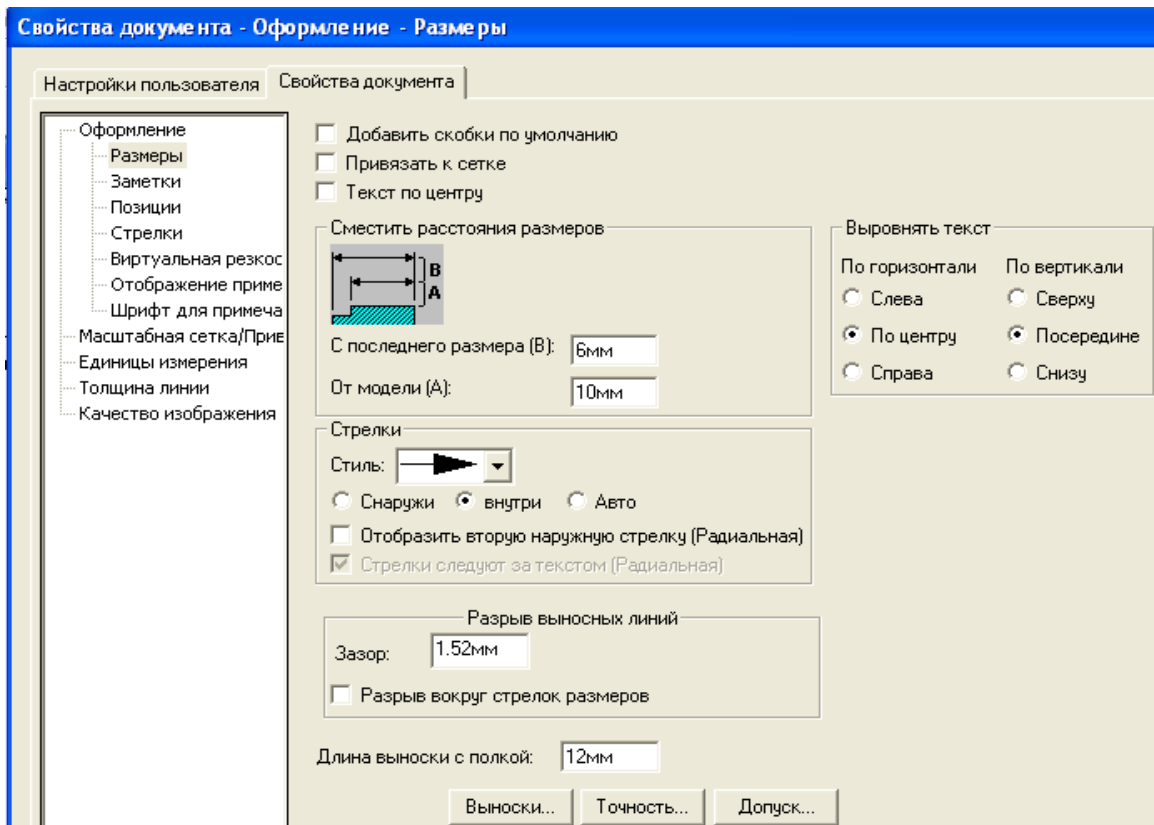 Свойства документа - Оформление - Размеры
Настройки пользователя
Свойства документа
Оформление
Размеры
Заметки
Позиции
Стрелки
Виртуальная резкос
Отображение приме
Шрифт для примеча
Масштабная сетка/Прив
Единицы измерения
Толщина линии
Качество изображения
Добавить скобки по умолчанию
Привязать к сетке
Текст по центру
Сместить расстояния размеров
B
A
С последнего размера (B): 6мм
От модели (A): 10мм
Выровнять текст
По горизонтали По вертикали
Слева Сверху
По центру Посередине
Справа Снизу
Стрелки
Стиль:
Снаружи внутри Авто
Отобразить вторую наружную стрелку (Радиальная)
Стрелки следуют за текстом (Радиальная)
Разрыв выносных линий
Зазор: 1.52мм
Разрыв вокруг стрелок размеров
Длина выноски с полкой: 12мм
Выноски... Точность... Допуск...